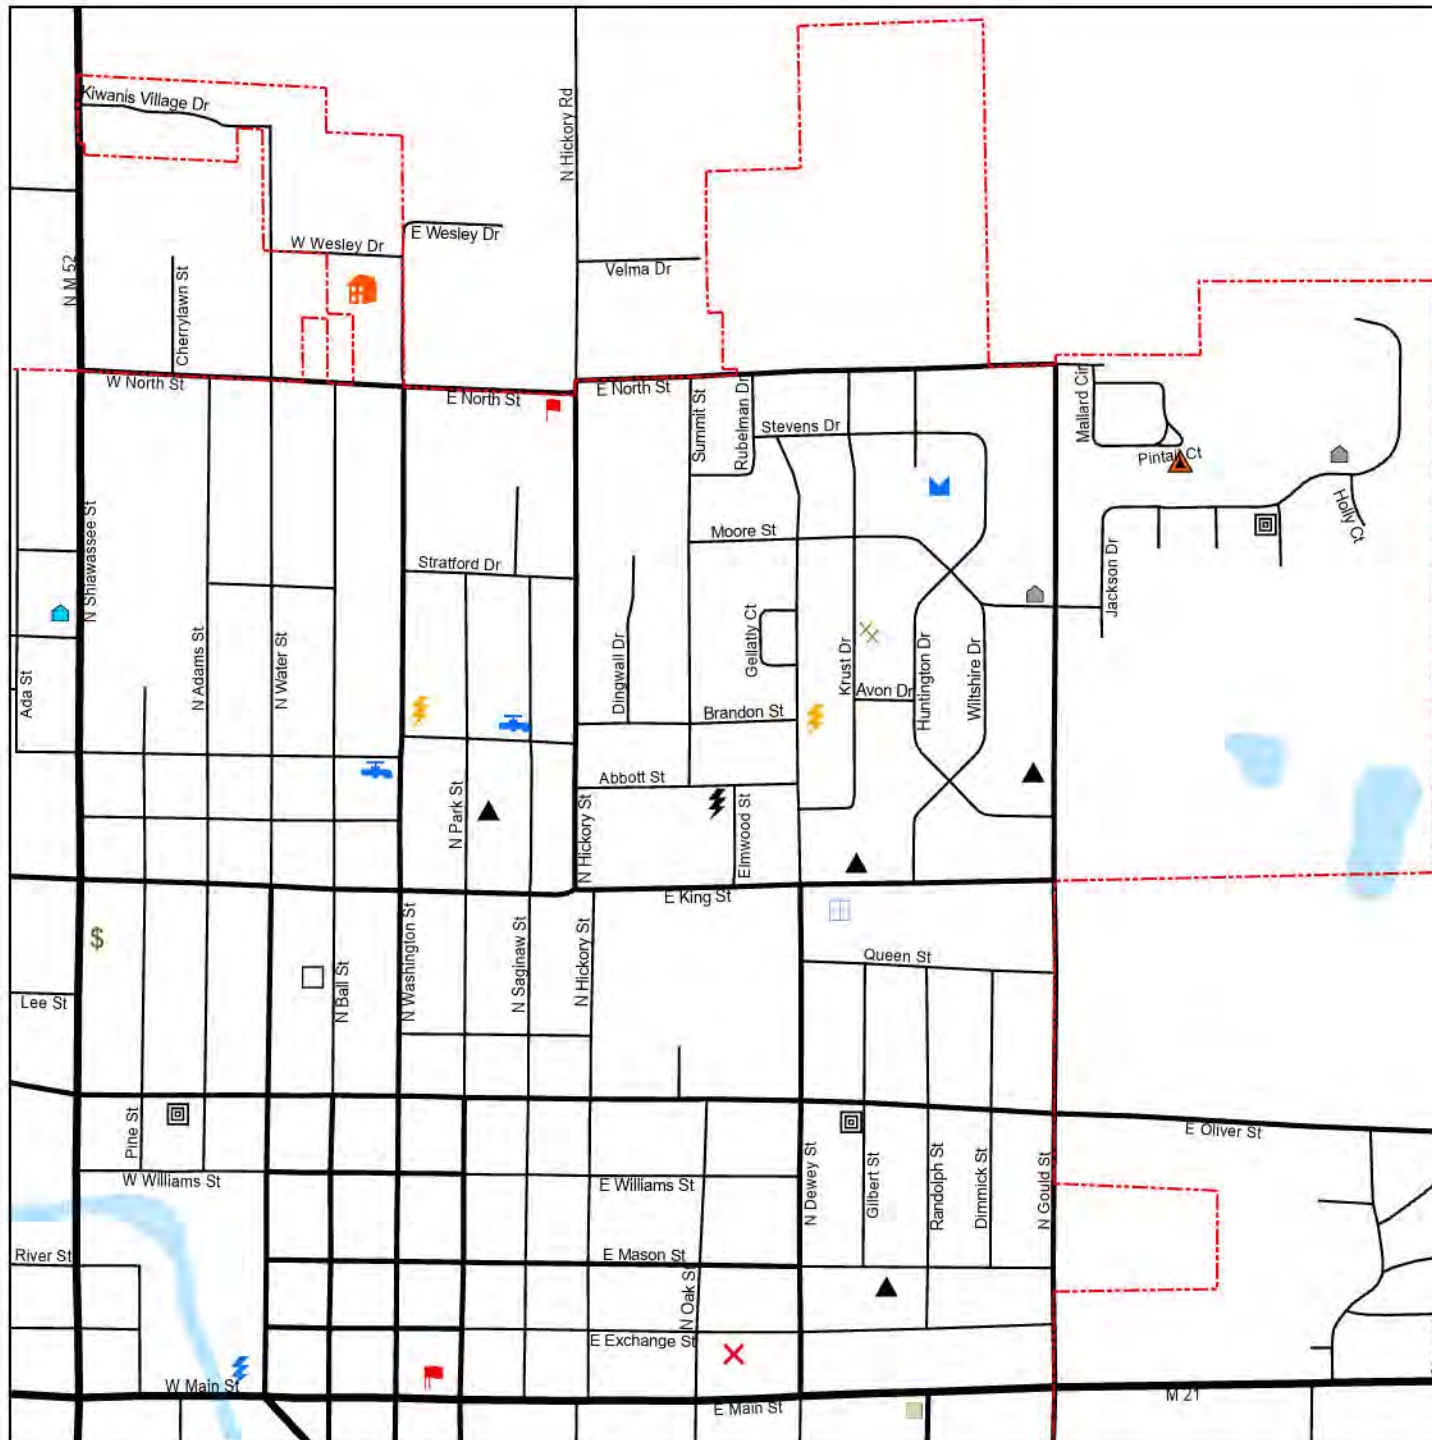 Kiwanis Village Dr
N Hickory Rd
E Wesley Dr
W Wesley Dr
Velma Dr
N M 52
Cherrylawn St
W North St
E North St
E North St
Summit St
Rubelman Dr
Stevens Dr
Mallard Cir
Pintail Ct
Holly Ct
N Shiawassee St
Moore St
Stratford Dr
Jackson Dr
Ada St
N Adams St
N Water St
Dingwall Dr
Gellatly Ct
Krust Dr
Huntington Dr
Wiltshire Dr
Avon Dr
Brandon St
Abbott St
N Park St
N Hickory St
Elmwood St
E King St
$
Queen St
Lee St
N Ball St
N Washington St
N Saginaw St
N Hickory St
Pine St
E Oliver St
W Williams St
E Williams St
N Dewey St
Gilbert St
Randolph St
Dimmick St
N Gould St
River St
E Mason St
N Oak St
E Exchange St
W Main St
E Main St
M 21